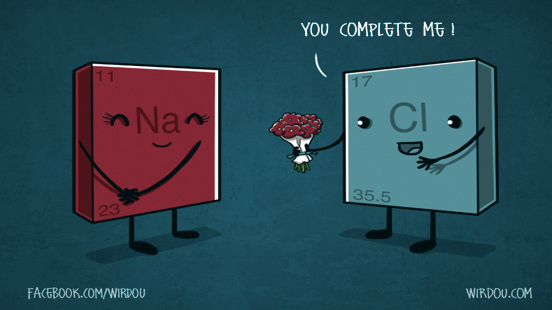 YOU COMPLETE ME !
11
Na
23
17
Cl
35.5
FACEBOOK.COM/WIRDOU
WIRDOU.COM